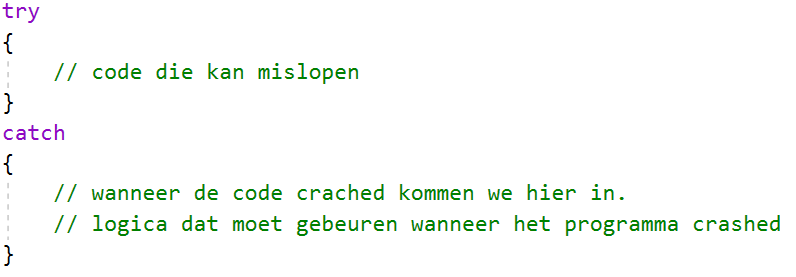 try
{
// code die kan mislopen
}
catch
{
// wanneer de code crached kommen we hier in.
// logica dat moet gebeuren wanneer het programma crashed
}